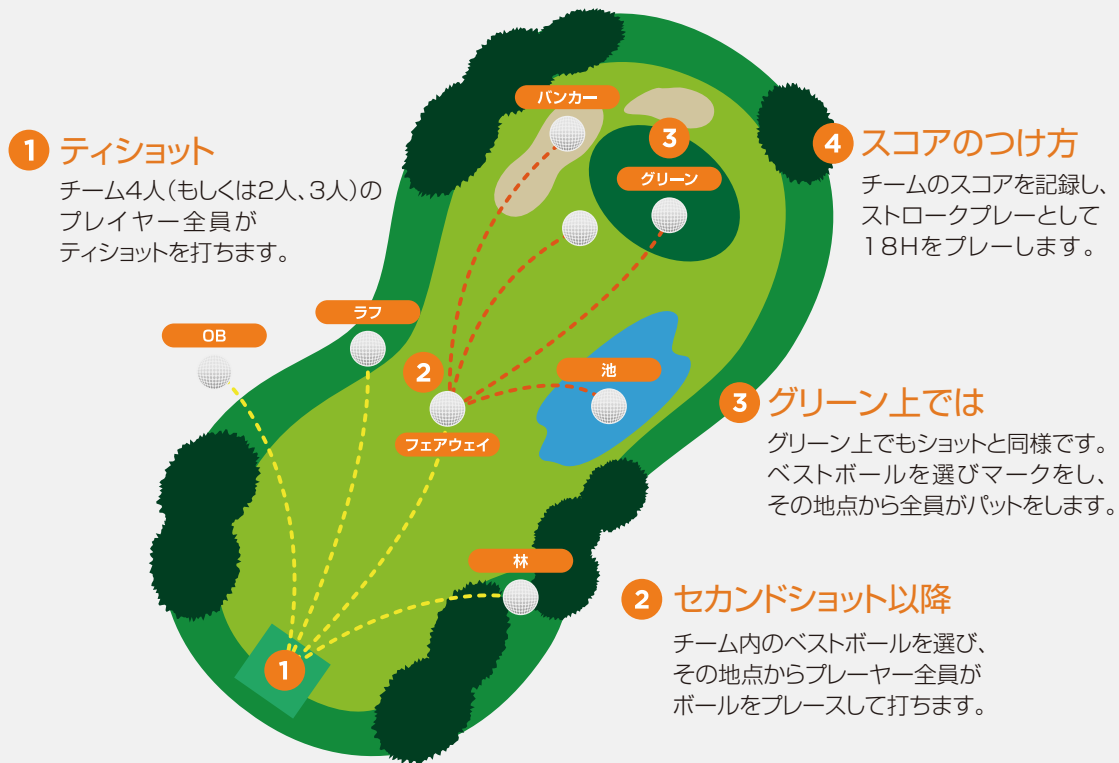 1 ティショット
チーム4人(もしくは2人、3人)の
プレイヤー全員が
ティショットを打ちます。
バンカー
3
グリーン
4 スコアのつけ方
チームのスコアを記録し、
ストロークプレーとして
18Hをプレーします。
OB
ラフ
2
フェアウェイ
池
3 グリーン上では
グリーン上でもショットと同様です。
ベストボールを選びマークをし、
その地点から全員がパットをします。
林
1
2 セカンドショット以降
チーム内のベストボールを選び、
その地点からプレーヤー全員が
ボールをプレースして打ちます。